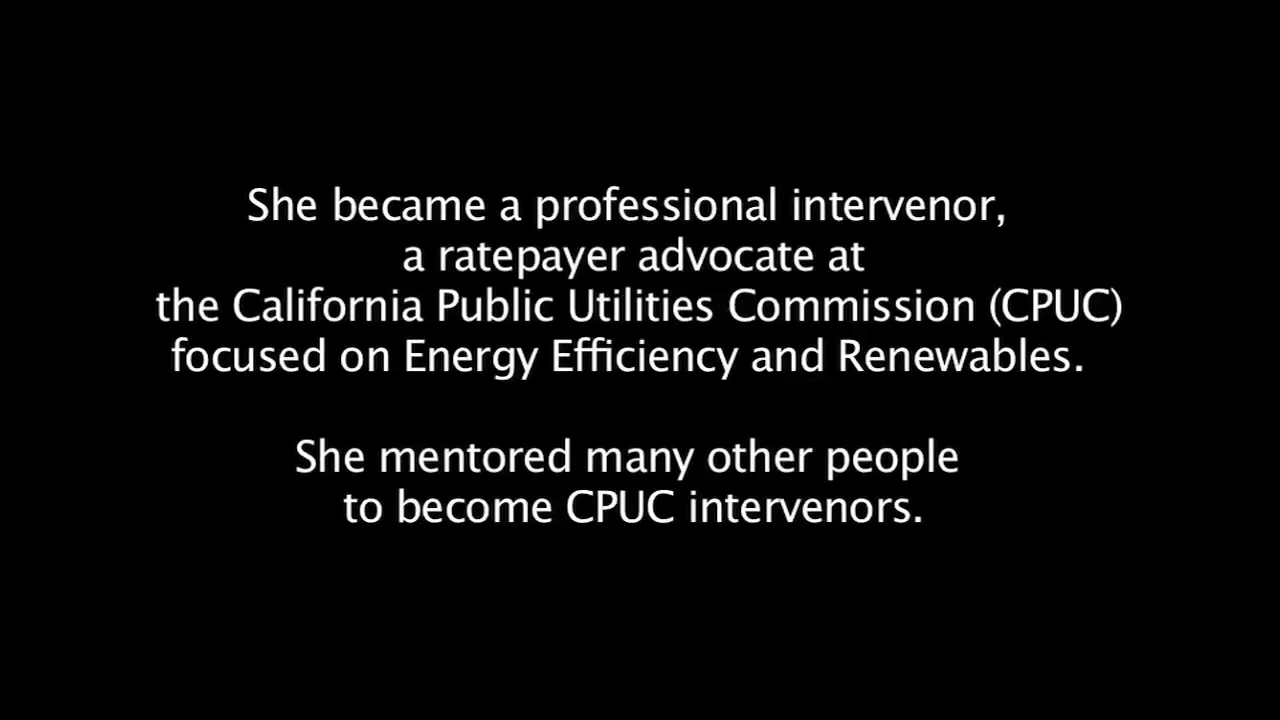 She became a professional intervenor,
a ratepayer advocate at
the California Public Utilities Commission (CPUC)
focused on Energy Efficiency and Renewables.
She mentored many other people
to become CPUC intervenors.